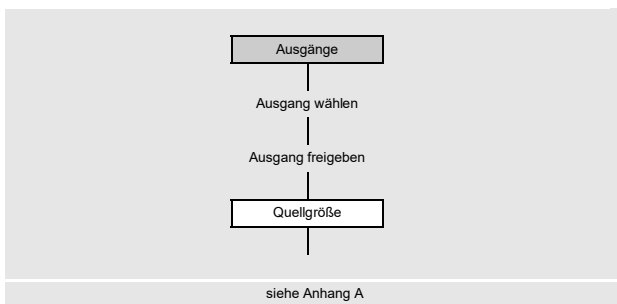 Ausgänge
Ausgang wählen
Ausgang freigeben
Quellgröße
siehe Anhang A